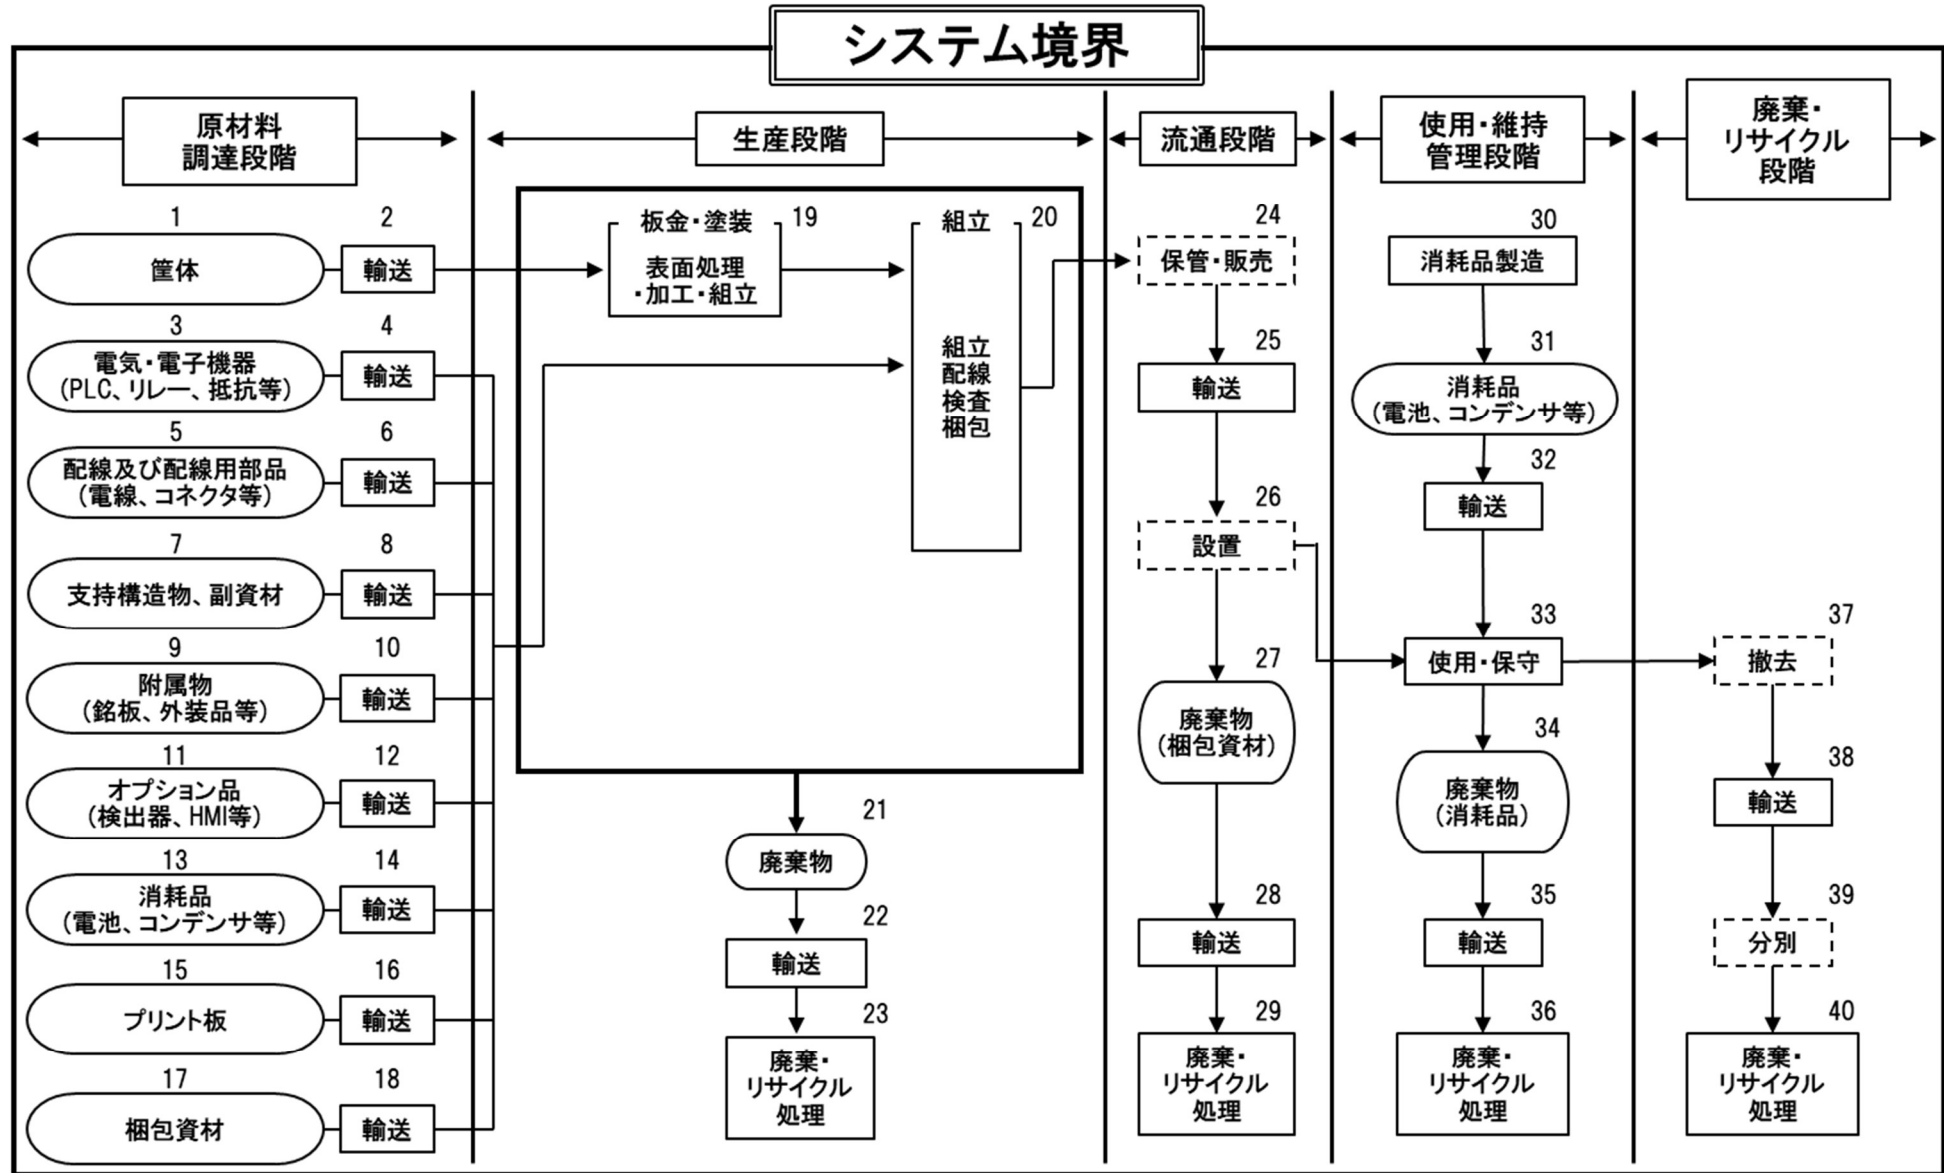 システム境界
原材料
調達段階
1
筐体
2
輸送
3
電気・電子機器
(PLC、リレー、抵抗等)
4
輸送
5
配線及び配線用部品
(電線、コネクタ等)
6
輸送
7
支持構造物、副資材
8
輸送
9
附属物
(銘板、外装品等)
10
輸送
11
オプション品
(検出器、HMI等)
12
輸送
13
消耗品
(電池、コンデンサ等)
14
輸送
15
プリント板
16
輸送
17
梱包資材
18
輸送
生産段階
19
板金・塗装
表面処理
・加工・組立
20
組立
組立
配線
検査
梱包
21
廃棄物
22
輸送
23
廃棄・
リサイクル
処理
流通段階
24
保管・販売
25
輸送
26
設置
27
廃棄物
(梱包資材)
28
輸送
29
廃棄・
リサイクル
処理
使用・維持
管理段階
30
消耗品製造
31
消耗品
(電池、コンデンサ等)
32
輸送
33
使用・保守
34
廃棄物
(消耗品)
35
輸送
36
廃棄・
リサイクル
処理
廃棄・
リサイクル
段階
37
撤去
38
輸送
39
分別
40
廃棄・
リサイクル
処理